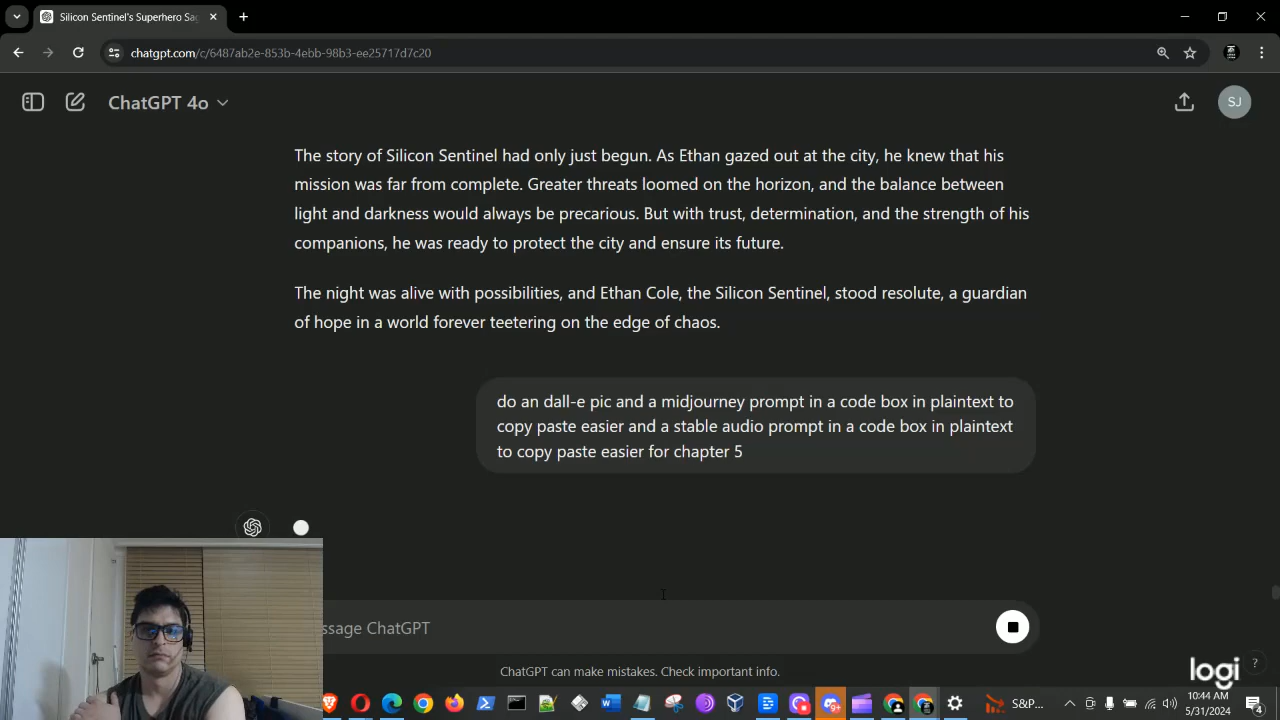 Silicon Sentinel's Superhero Sag
chatgpt.com/c/6487ab2e-853b-4ebb-98b3-ee25717d7c20
ChatGPT 4o
SJ
The story of Silicon Sentinel had only just begun. As Ethan gazed out at the city, he knew that his
mission was far from complete. Greater threats loomed on the horizon, and the balance between
light and darkness would always be precarious. But with trust, determination, and the strength of his
companions, he was ready to protect the city and ensure its future.
The night was alive with possibilities, and Ethan Cole, the Silicon Sentinel, stood resolute, a guardian
of hope in a world forever teetering on the edge of chaos.
do an dall-e pic and a midjourney prompt in a code box in plaintext to
copy paste easier and a stable audio prompt in a code box in plaintext
to copy paste easier for chapter 5
ssage ChatGPT
ChatGPT can make mistakes. Check important info.
?
logi
S&P...
10:44 AM
5/31/2024
4